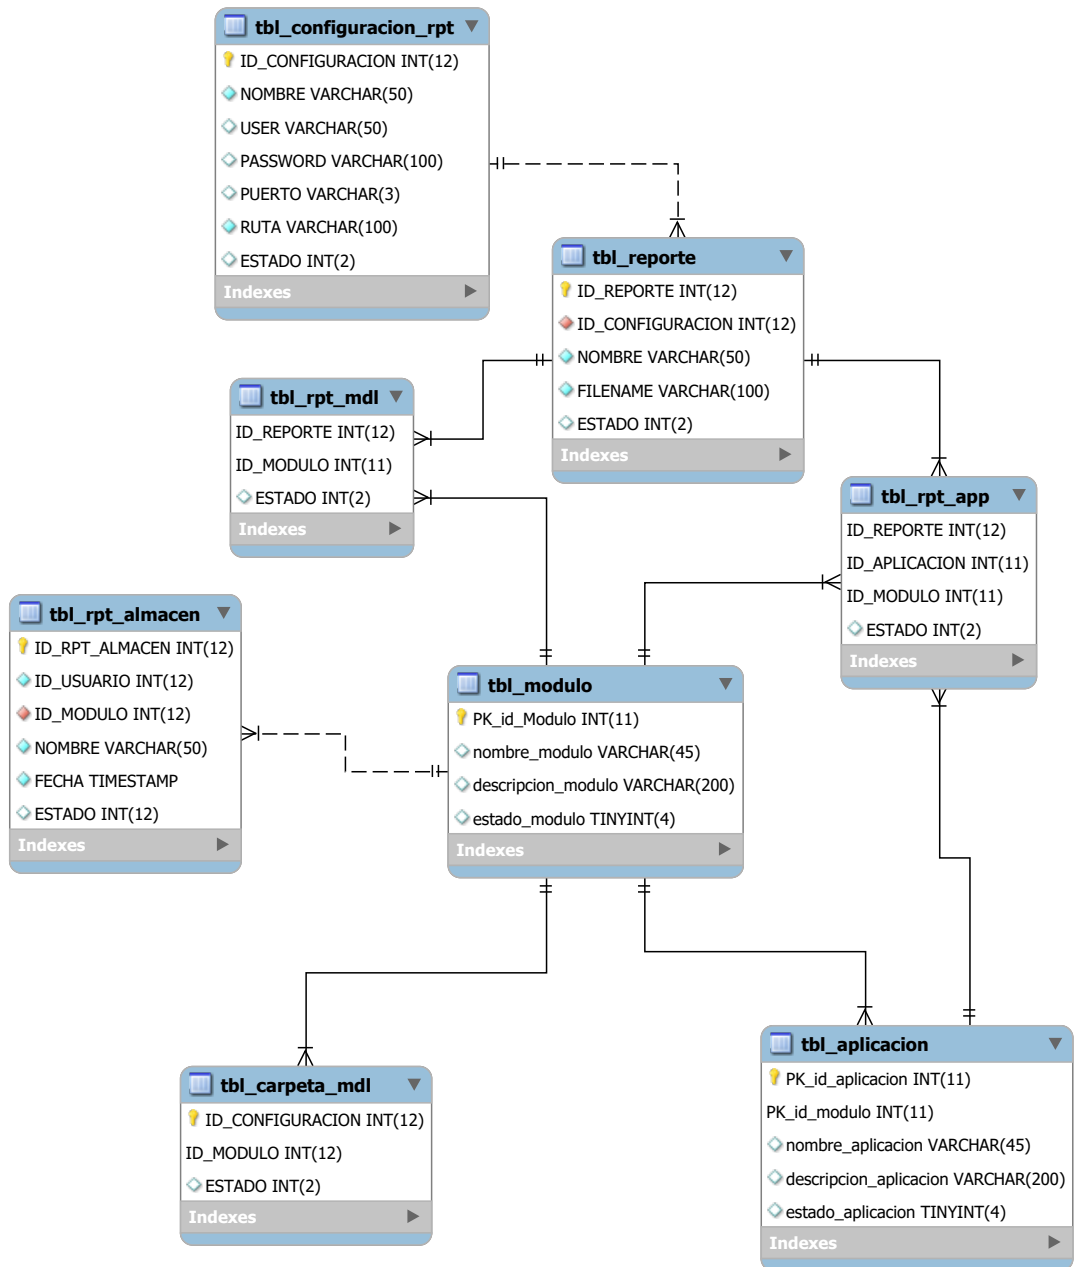 tbl_configuracion_rpt
ID_CONFIGURACION INT(12)
NOMBRE VARCHAR(50)
USER VARCHAR(50)
PASSWORD VARCHAR(100)
PUERTO VARCHAR(3)
RUTA VARCHAR(100)
ESTADO INT(2)
Indexes
tbl_reporte
ID_REPORTE INT(12)
ID_CONFIGURACION INT(12)
NOMBRE VARCHAR(50)
FILENAME VARCHAR(100)
ESTADO INT(2)
Indexes
tbl_rpt_mdl
ID_REPORTE INT(12)
ID_MODULO INT(11)
ESTADO INT(2)
Indexes
tbl_rpt_app
ID_REPORTE INT(12)
ID_APLICACION INT(11)
ID_MODULO INT(11)
ESTADO INT(2)
Indexes
tbl_rpt_almacen
ID_RPT_ALMACEN INT(12)
ID_USUARIO INT(12)
ID_MODULO INT(12)
NOMBRE VARCHAR(50)
FECHA TIMESTAMP
ESTADO INT(12)
Indexes
tbl_modulo
PK_id_Modulo INT(11)
nombre_modulo VARCHAR(45)
descripcion_modulo VARCHAR(200)
estado_modulo TINYINT(4)
Indexes
tbl_carpeta_mdl
ID_CONFIGURACION INT(12)
ID_MODULO INT(12)
ESTADO INT(2)
Indexes
tbl_aplicacion
PK_id_aplicacion INT(11)
PK_id_modulo INT(11)
nombre_aplicacion VARCHAR(45)
descripcion_aplicacion VARCHAR(200)
estado_aplicacion TINYINT(4)
Indexes